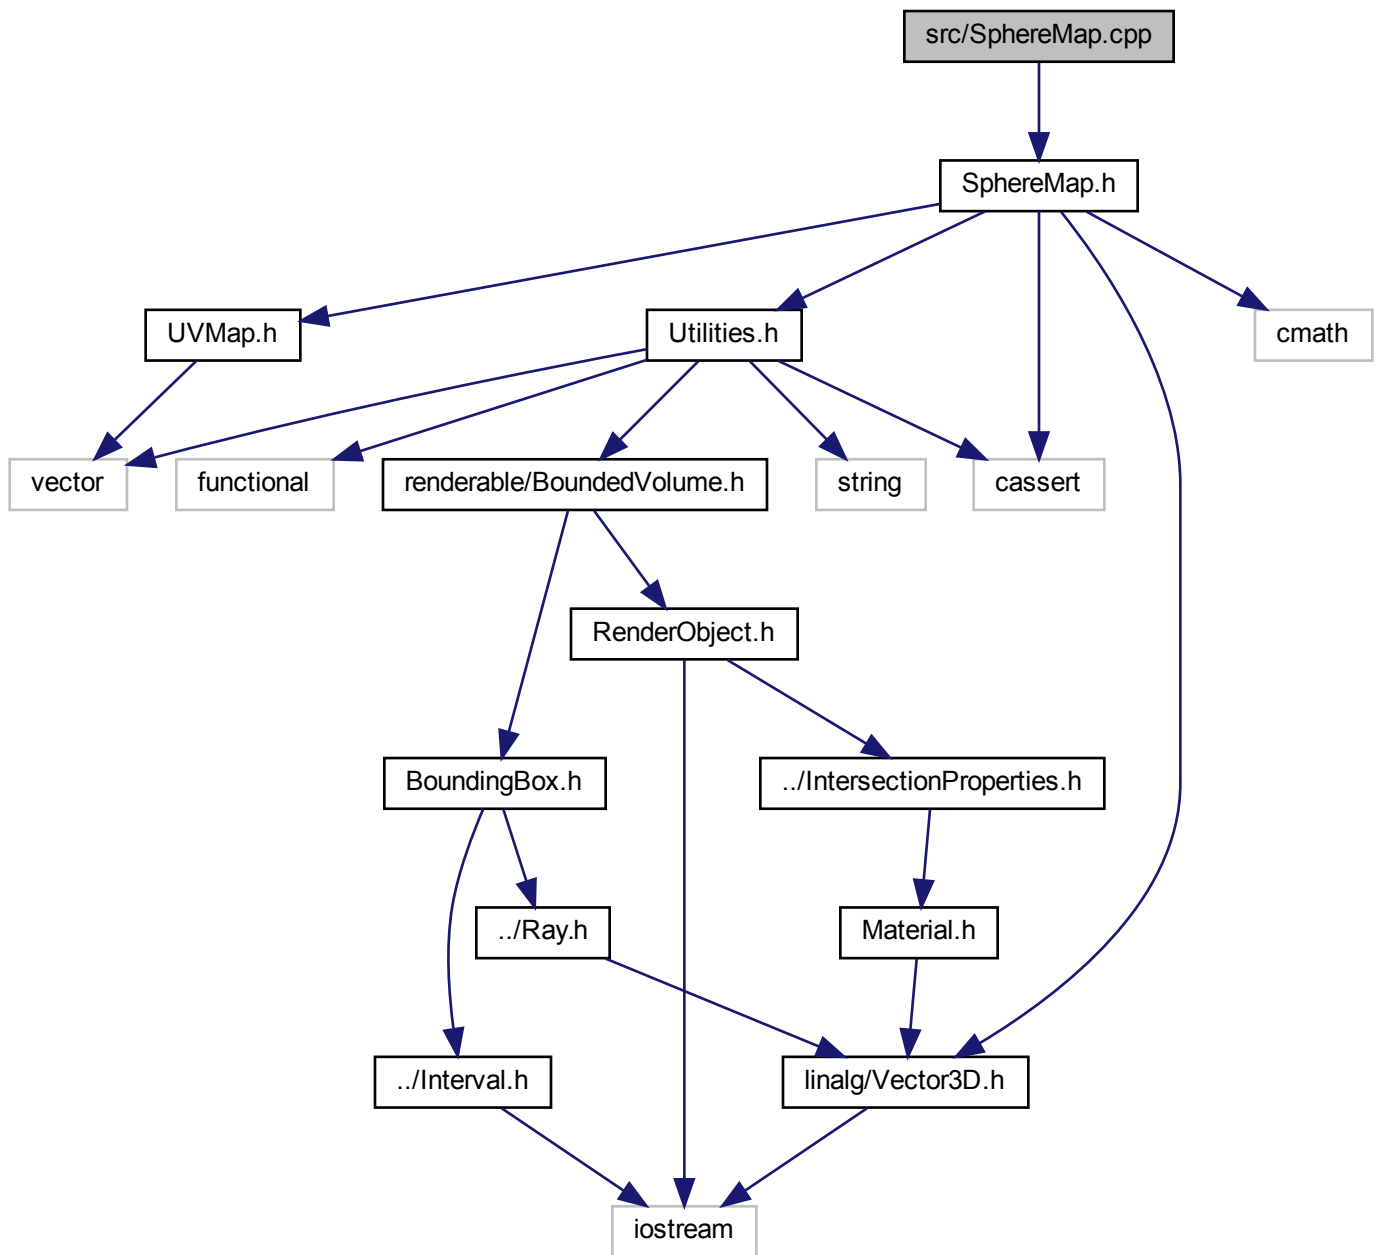 src/SphereMap.cpp
SphereMap.h
UVMap.h
Utilities.h
cmath
vector
functional
renderable/BoundedVolume.h
string
cassert
RenderObject.h
BoundingBox.h
../IntersectionProperties.h
../Ray.h
Material.h
../Interval.h
linalg/Vector3D.h
iostream